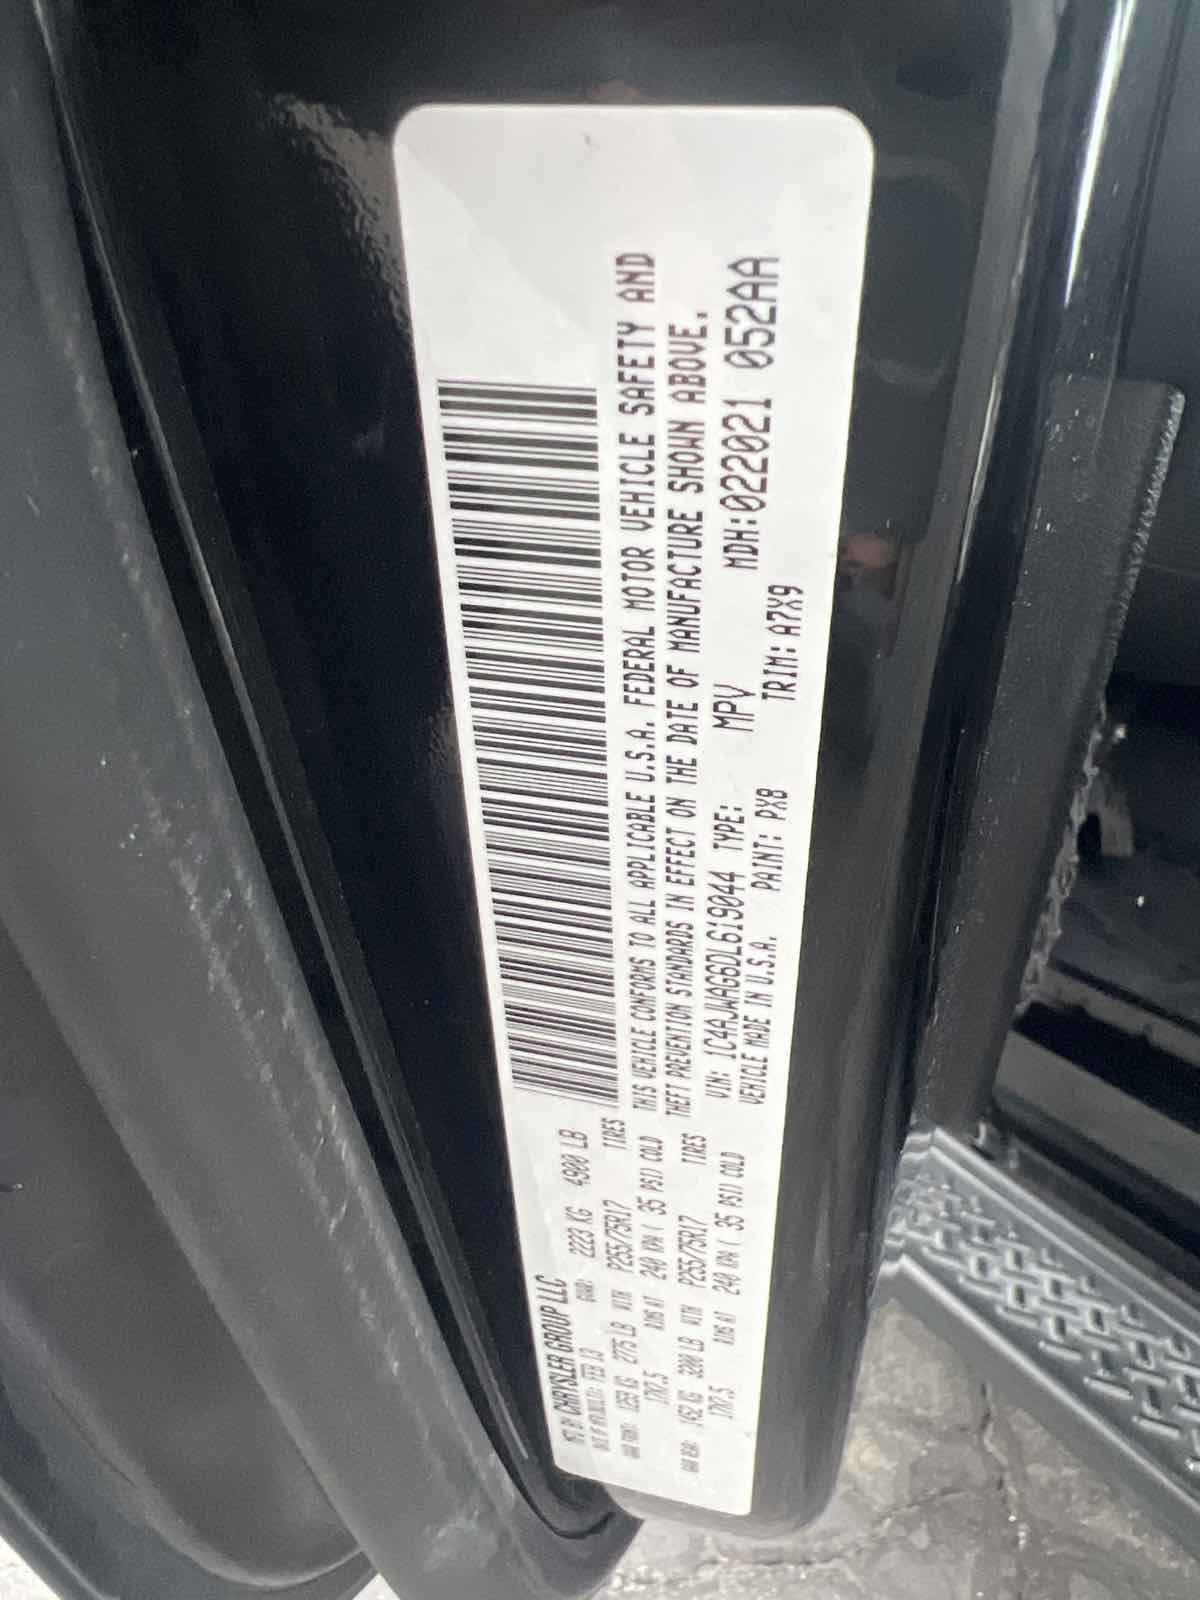 MFD BY CHRYSLER GROUP LLC
DATE OF MFR FEB 13 GVWR: 2223 KG 4900 LB
GAWR FRONT: 1259 KG 2775 LB WITH P255/75R17 TIRES
17X7.5 RIMS AT 240 KPA ( 35 PSI) COLD
GAWR REAR: 1452 KG 3200 LB WITH P255/75R17 TIRES
17X7.5 RIMS AT 240 KPA ( 35 PSI) COLD
THIS VEHICLE CONFORMS TO ALL APPLICABLE U.S.A. FEDERAL MOTOR VEHICLE SAFETY AND
THEFT PREVENTION STANDARDS IN EFFECT ON THE DATE OF MANUFACTURE SHOWN ABOVE.
VIN: 1C4AJWAG6DL619044 TYPE: MPV MDH:022021 052AA
VEHICLE MADE IN U.S.A. PAINT: PX8 TRIM: A7X9